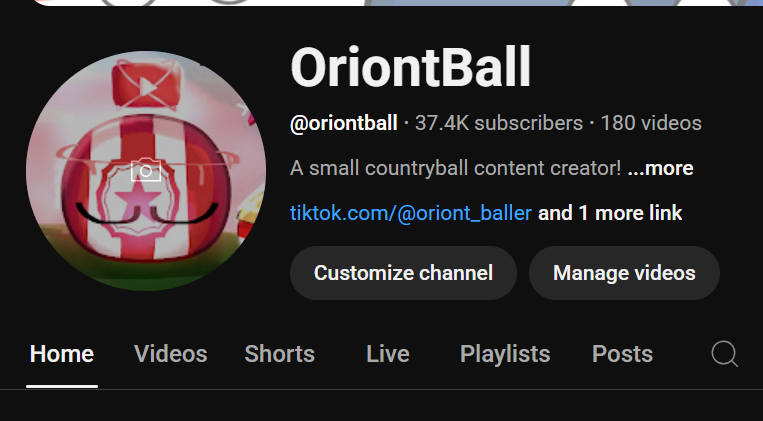 OriontBall
@oriontball · 37.4K subscribers · 180 videos
A small countryball content creator! ...more
tiktok.com/@oriont_baller and 1 more link
Customize channel Manage videos
Home Videos Shorts Live Playlists Posts